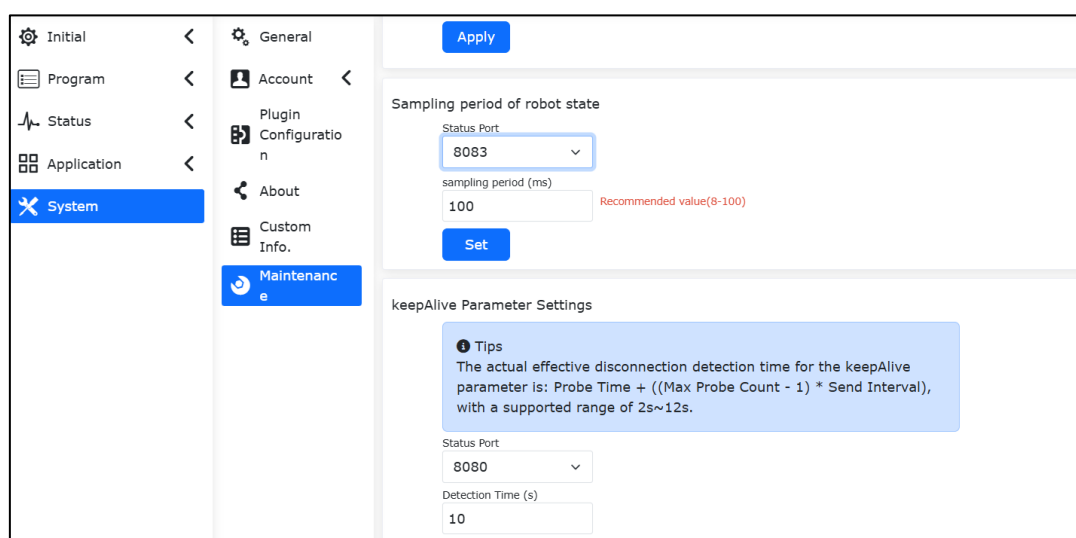 Initial
Program
Status
Application
System
General
Account
Plugin
Configuratio
n
About
Custom
Info.
Maintenanc
e
Apply
Sampling period of robot state
Status Port
8083
sampling period (ms)
100
Recommended value(8-100)
Set
keepAlive Parameter Settings
Tips
The actual effective disconnection detection time for the keepAlive
parameter is: Probe Time + ((Max Probe Count - 1) * Send Interval),
with a supported range of 2s~12s.
Status Port
8080
Detection Time (s)
10